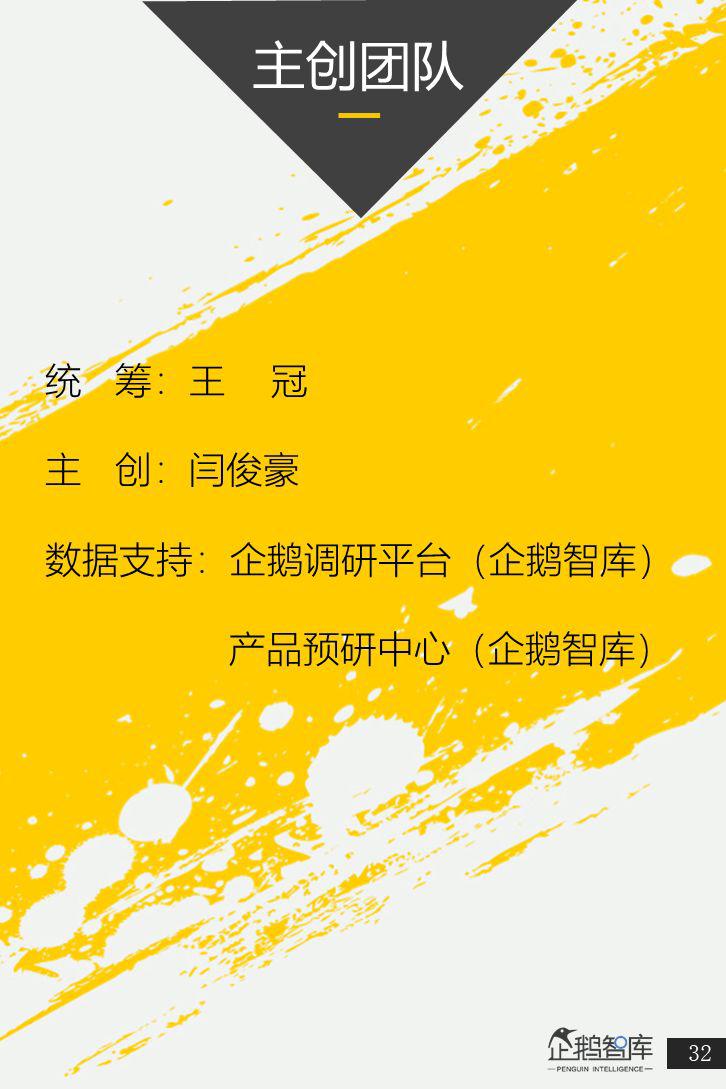 主创团队
统 筹：王 冠
主 创：闫俊豪
数据支持：企鹅调研平台（企鹅智库）
产品预研中心（企鹅智库）
企鹅智库
PENGUIN INTELLIGENCE
32